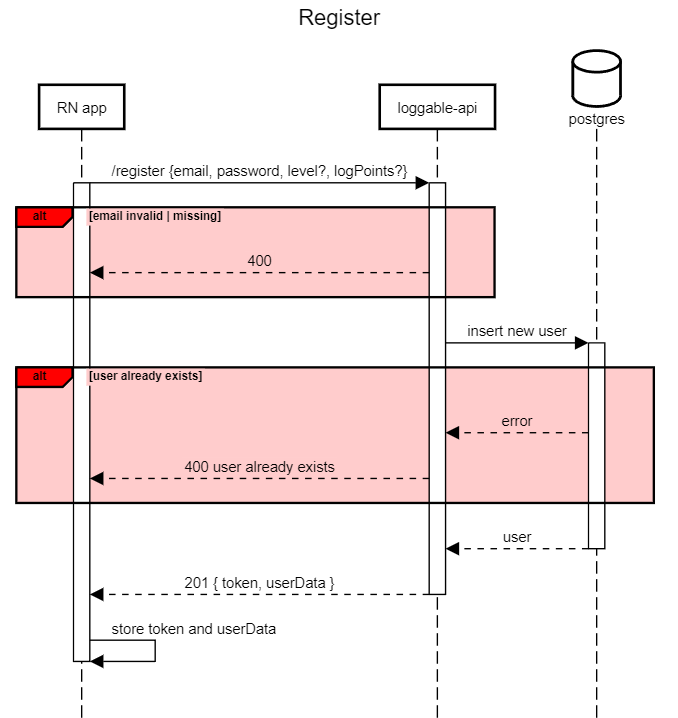 Register
RN app
loggable-api
postgres
/register {email, password, level?, logPoints?}
alt
[email invalid | missing]
400
insert new user
alt
[user already exists]
error
400 user already exists
user
201 { token, userData }
store token and userData